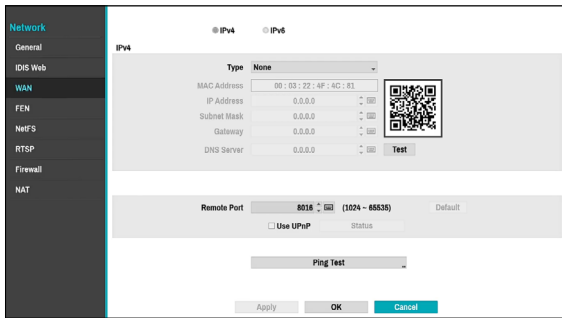 Network
General
IDIS Web
WAN
FEN
NetFS
RTSP
Firewall
NAT
IPv4 IPv6
IPv4
Type None
MAC Address 00 : 03 : 22 : 4F : 4C : 81
IP Address 0.0.0.0
Subnet Mask 0.0.0.0
Gateway 0.0.0.0
DNS Server 0.0.0.0 Test
Remote Port 8016 (1024 ~ 65535) Default
Use UPnP Status
Ping Test ..
Apply OK Cancel